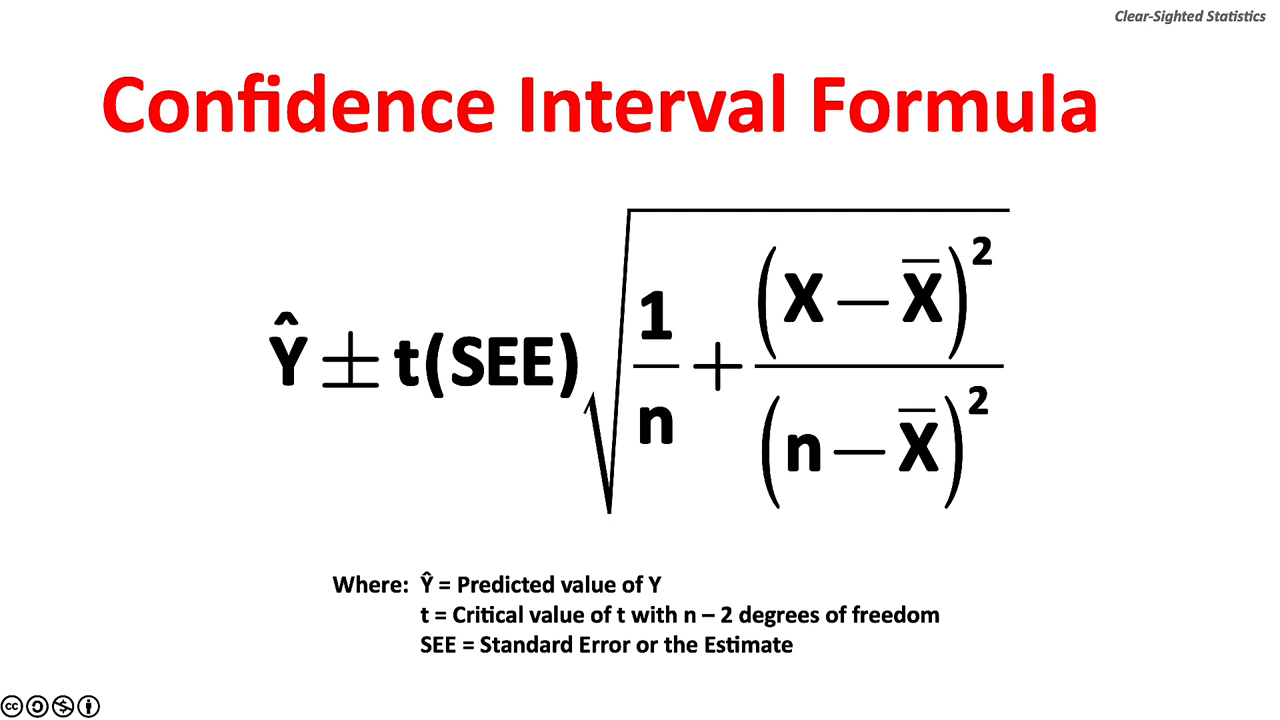 Clear-Sighted Statistics
Confidence Interval Formula
Ŷ ± t(SEE) √(1/n + (X — X̅)² / (n — X̅)²)
Where: Ŷ = Predicted value of Y
t = Critical value of t with n – 2 degrees of freedom
SEE = Standard Error or the Estimate
cc